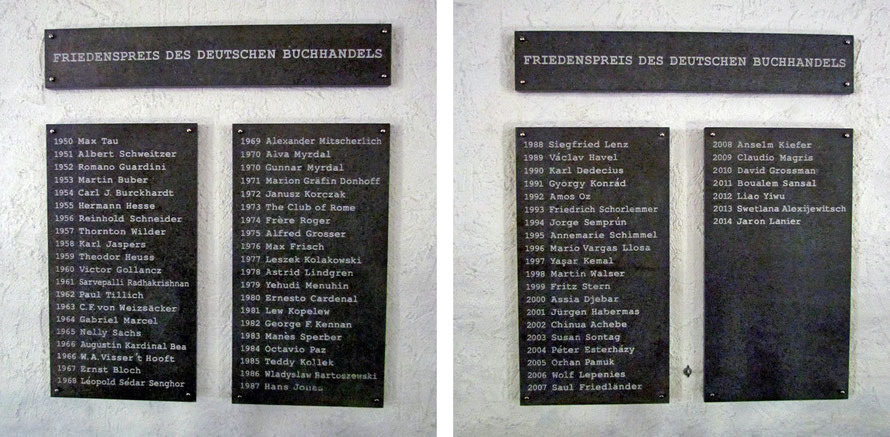 FRIEDENSPREIS DES DEUTSCHEN BUCHHANDELS
1950 Max Tau
1951 Albert Schweitzer
1952 Romano Guardini
1953 Martin Buber
1954 Carl J. Burckhardt
1955 Hermann Hesse
1956 Reinhold Schneider
1957 Thornton Wilder
1958 Karl Jaspers
1959 Theodor Heuss
1960 Victor Gollancz
1961 Sarvepalli Radhakrishnan
1962 Paul Tillich
1963 C.F. von Weizsäcker
1964 Gabriel Marcel
1965 Nelly Sachs
1966 Augustin Kardinal Bea
1966 W.A. Visser't Hooft
1967 Ernst Bloch
1968 Léopold Sédar Senghor
1969 Alexander Mitscherlich
1970 Alva Myrdal
1970 Gunnar Myrdal
1971 Marion Gräfin Dönhoff
1972 Janusz Korczak
1973 The Club of Rome
1974 Frère Roger
1975 Alfred Grosser
1976 Max Frisch
1977 Leszek Kolakowski
1978 Astrid Lindgren
1979 Yehudi Menuhin
1980 Ernesto Cardenal
1981 Lew Kopelew
1982 George F. Kennan
1983 Manès Sperber
1984 Octavio Paz
1985 Teddy Kollek
1986 Wladyslaw Bartoszewski
1987 Hans Jonas
FRIEDENSPREIS DES DEUTSCHEN BUCHHANDELS
1988 Siegfried Lenz
1989 Václav Havel
1990 Karl Dedecius
1991 György Konrád
1992 Amos Oz
1993 Friedrich Schorlemmer
1994 Jorge Semprún
1995 Annemarie Schimmel
1996 Mario Vargas Llosa
1997 Yaşar Kemal
1998 Martin Walser
1999 Fritz Stern
2000 Assia Djebar
2001 Jürgen Habermas
2002 Chinua Achebe
2003 Susan Sontag
2004 Péter Esterházy
2005 Orhan Pamuk
2006 Wolf Lepenies
2007 Saul Friedländer
2008 Anselm Kiefer
2009 Claudio Magris
2010 David Grossman
2011 Boualem Sansal
2012 Liao Yiwu
2013 Swetlana Alexijewitsch
2014 Jaron Lanier